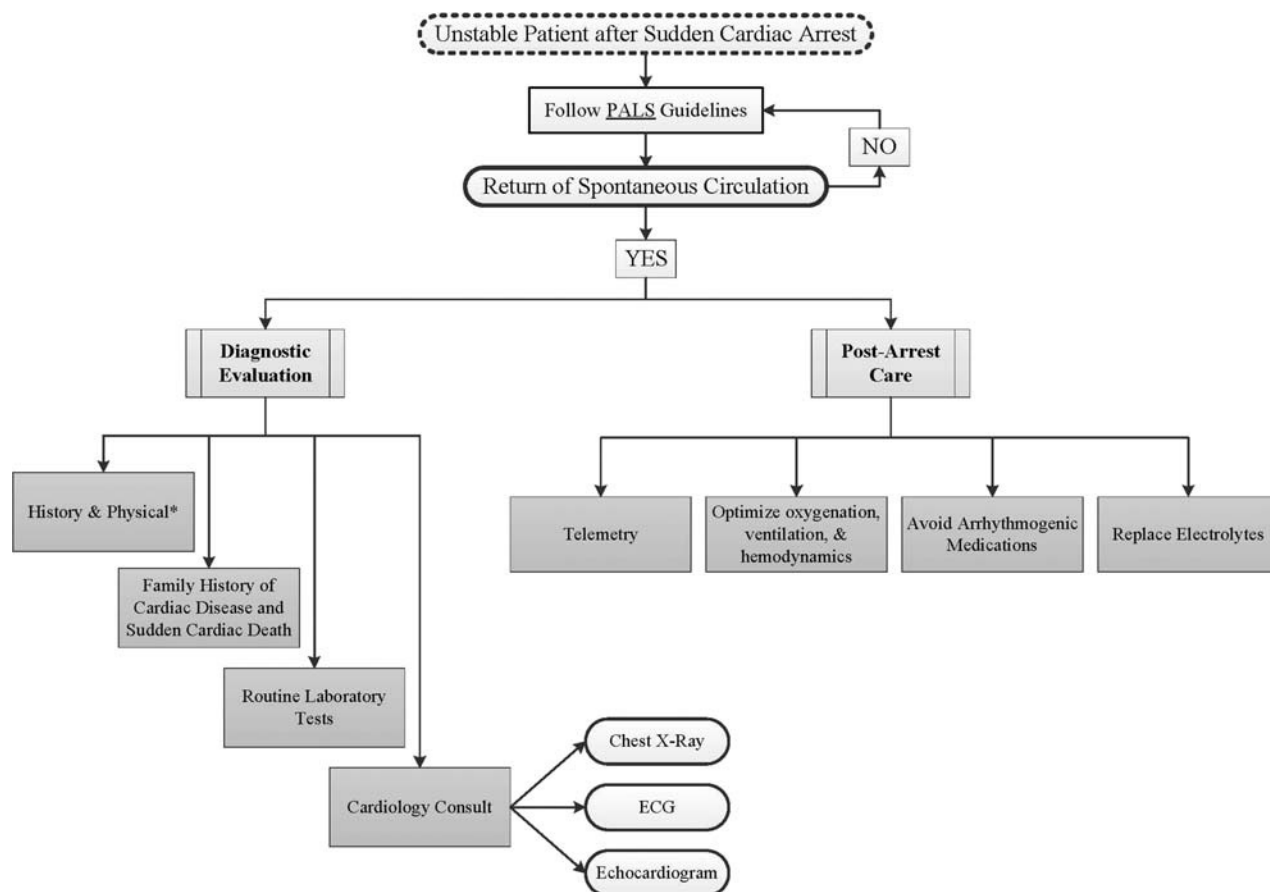 Unstable Patient after Sudden Cardiac Arrest
Follow PALS Guidelines
NO
Return of Spontaneous Circulation
YES
Diagnostic
Evaluation
Post-Arrest
Care
History & Physical*
Family History of
Cardiac Disease and
Sudden Cardiac Death
Routine Laboratory
Tests
Cardiology Consult
Chest X-Ray
ECG
Echocardiogram
Telemetry
Optimize oxygenation,
ventilation, &
hemodynamics
Avoid Arrhythmogenic
Medications
Replace Electrolytes